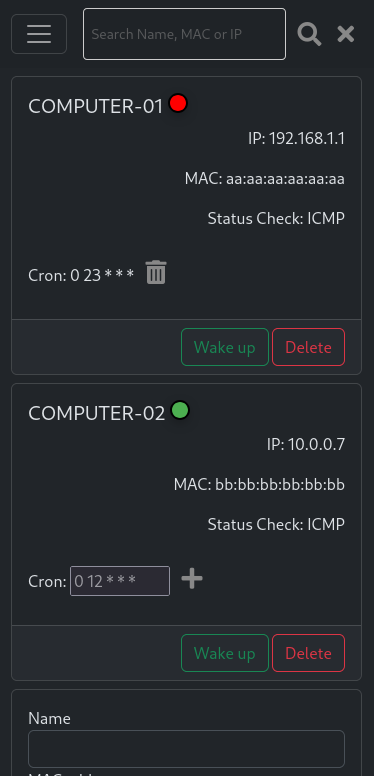 Search Name, MAC or IP
COMPUTER-01
IP: 192.168.1.1
MAC: aa:aa:aa:aa:aa:aa
Status Check: ICMP
Cron: 0 23 * * *
Wake up Delete
COMPUTER-02
IP: 10.0.0.7
MAC: bb:bb:bb:bb:bb:bb
Status Check: ICMP
Cron: 0 12 * * *
Wake up Delete
Name